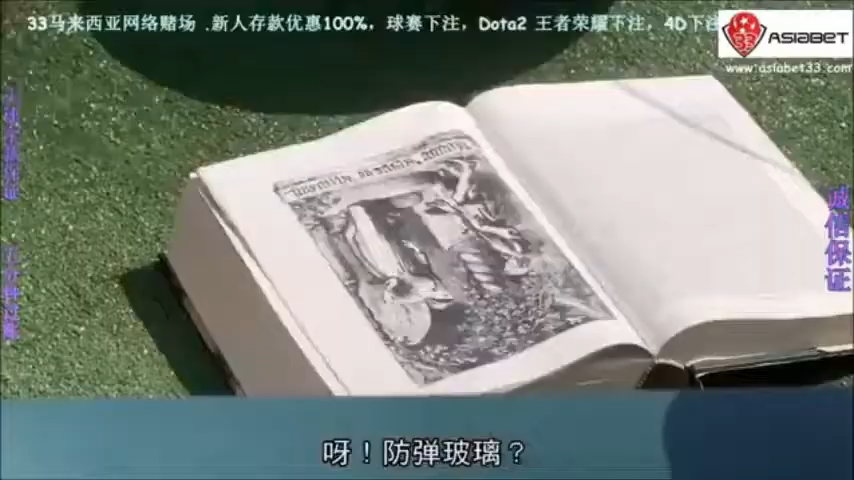 33马来西亚网络赌场 .新人存款优惠100%，球赛下注，Dota2 王者荣耀下注，4D下注
33
ASIABET
www.asiabet33.com
诚信保证
呀！防弹玻璃？